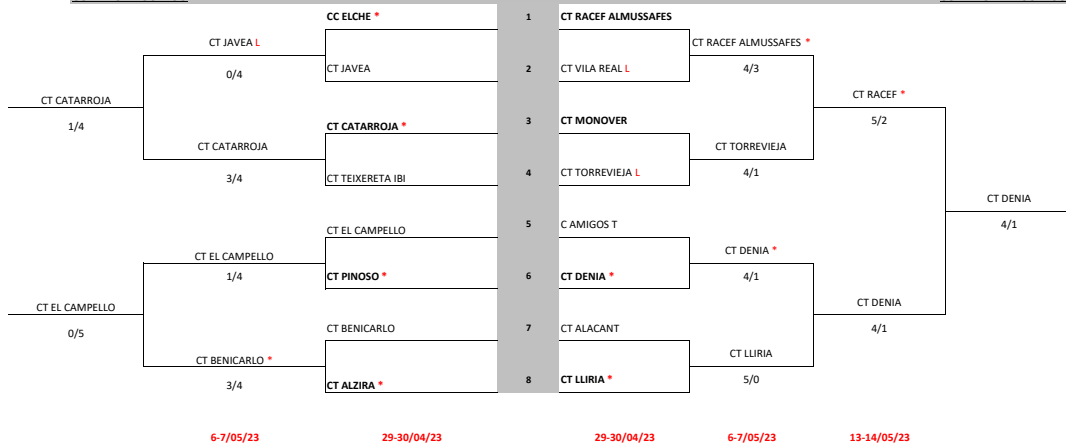 CC ELCHE * 1 CT RACEF ALMUSSAFES
CT JAVEA L CT RACEF ALMUSSAFES *
0/4 CT JAVEA 2 CT VILA REAL L 4/3
CT CATARROJA CT RACEF *
1/4 CT CATARROJA * 3 CT MONOVER 5/2
CT CATARROJA CT TORREVIEJA
3/4 CT TEIXERETA IBI 4 CT TORREVIEJA L 4/1
CT DENIA
CT EL CAMPELLO 5 C AMIGOS T 4/1
CT EL CAMPELLO CT DENIA *
1/4 CT PINOSO * 6 CT DENIA * 4/1
CT EL CAMPELLO CT DENIA
0/5 CT BENICARLO 7 CT ALACANT 4/1
CT BENICARLO * CT LLIRIA
3/4 CT ALZIRA * 8 CT LLIRIA * 5/0
6-7/05/23 29-30/04/23 29-30/04/23 6-7/05/23 13-14/05/23